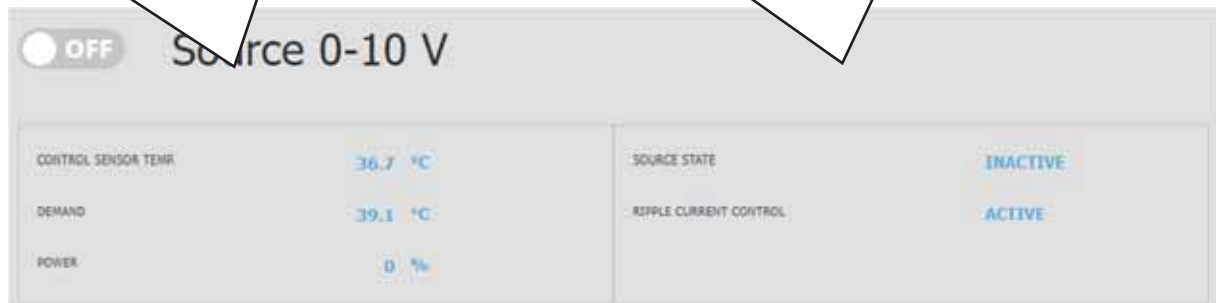 OFF Source 0-10 V
CONTROL SENSOR TEMP. 36.7 °C
DEMAND 39.1 °C
POWER 0 %
SOURCE STATE INACTIVE
RIPPLE CURRENT CONTROL ACTIVE